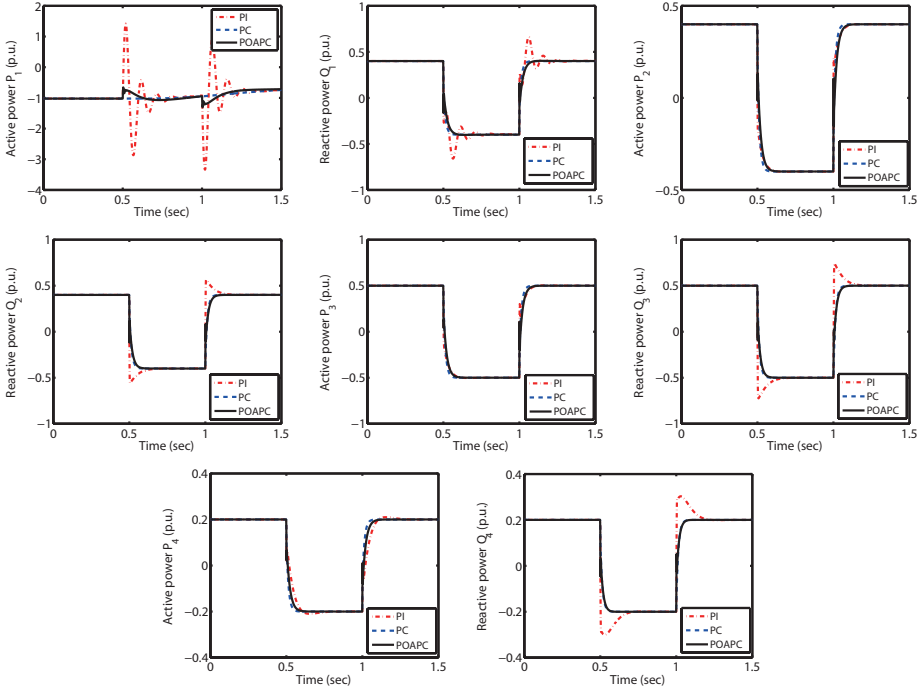 Active power P1 (p.u.)
2
1
0
−1
−2
−3
−4
0
0.5
1
1.5
Time (sec)
PI
PC
POAPC
Reactive power Q1 (p.u.)
1
0.5
0
−0.5
−1
0
0.5
1
1.5
Time (sec)
PI
PC
POAPC
Active power P2 (p.u.)
0
−0.5
0
0.5
1
1.5
Time (sec)
PI
PC
POAPC
Reactive power Q2 (p.u.)
1
0.5
0
−0.5
−1
0
0.5
1
1.5
Time (sec)
PI
PC
POAPC
Active power P3 (p.u.)
1
0.5
0
−0.5
−1
0
0.5
1
1.5
Time (sec)
PI
PC
POAPC
Reactive power Q3 (p.u.)
1
0.5
0
−0.5
−1
0
0.5
1
1.5
Time (sec)
PI
PC
POAPC
Active power P4 (p.u.)
0.4
0.2
0
−0.2
−0.4
0
0.5
1
1.5
Time (sec)
PI
PC
POAPC
Reactive power Q4 (p.u.)
0.4
0.2
0
−0.2
−0.4
0
0.5
1
1.5
Time (sec)
PI
PC
POAPC